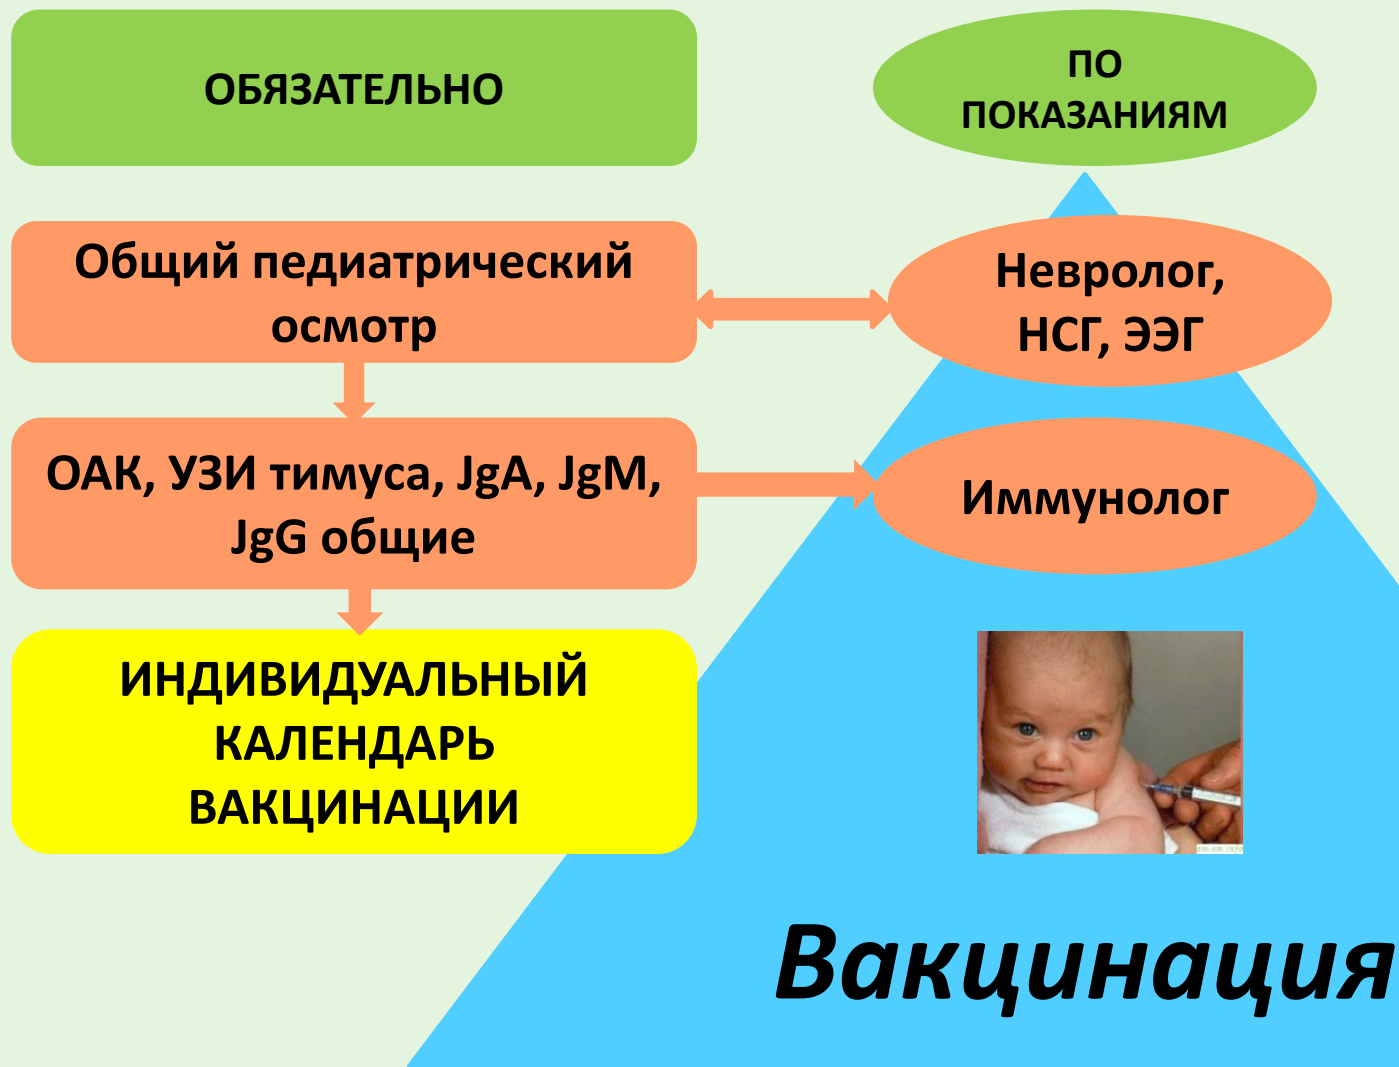 ОБЯЗАТЕЛЬНО
ПО
ПОКАЗАНИЯМ
Общий педиатрический
осмотр
Невролог,
НСГ, ЭЭГ
ОАК, УЗИ тимуса, JgA, JgM,
JgG общие
Иммунолог
ИНДИВИДУАЛЬНЫЙ
КАЛЕНДАРЬ
ВАКЦИНАЦИИ
Вакцинация